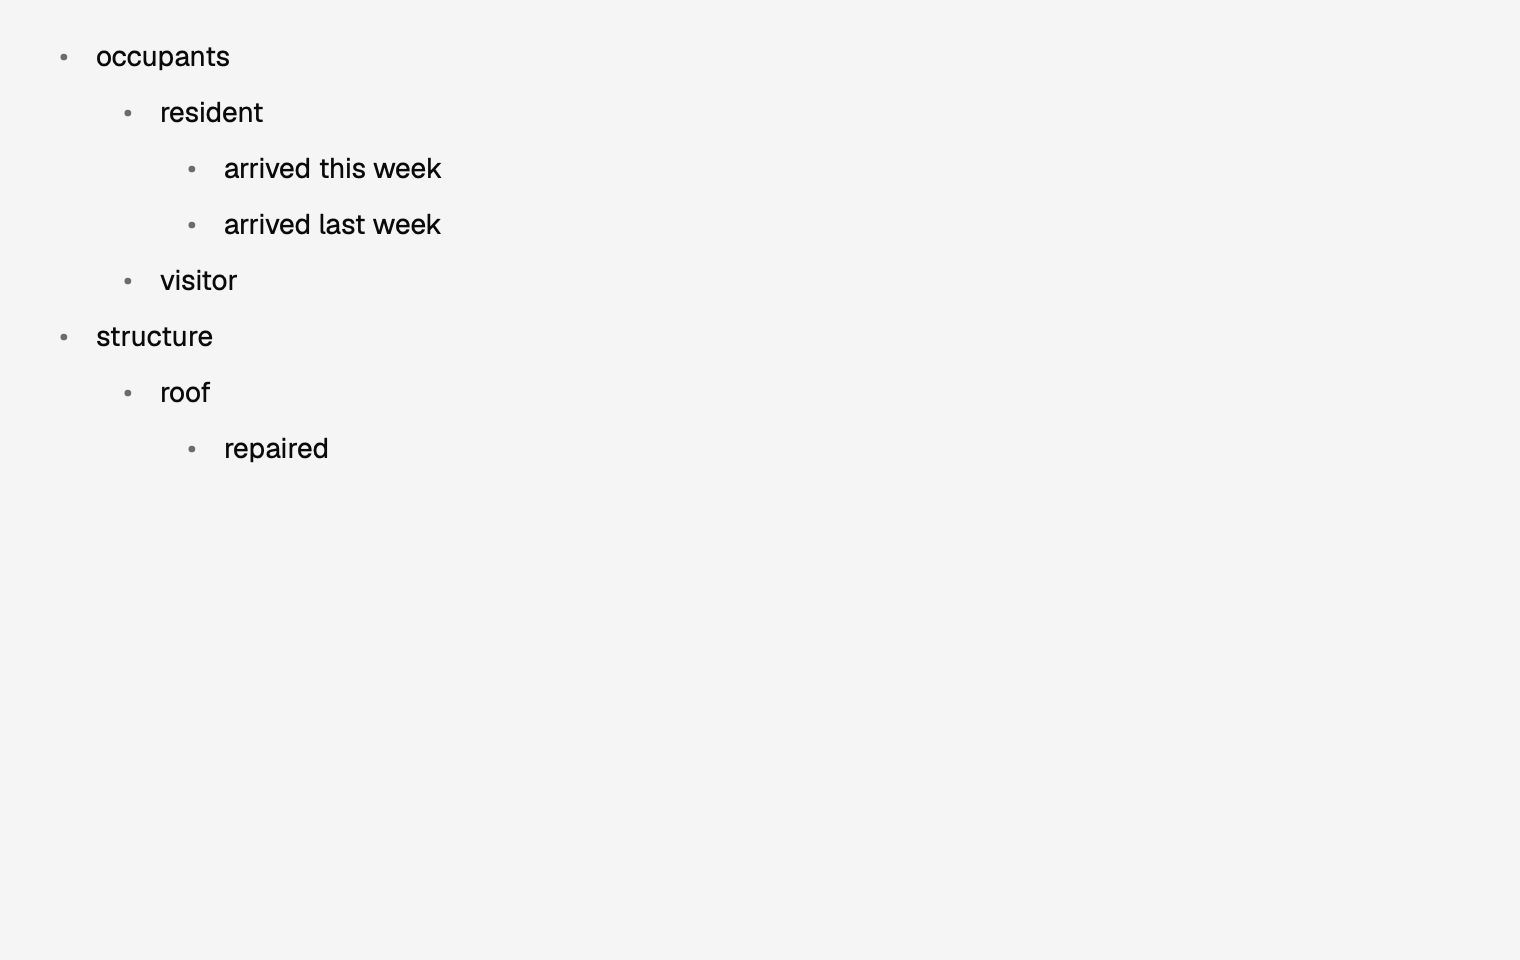 occupants
resident
arrived this week
arrived last week
visitor
structure
roof
repaired